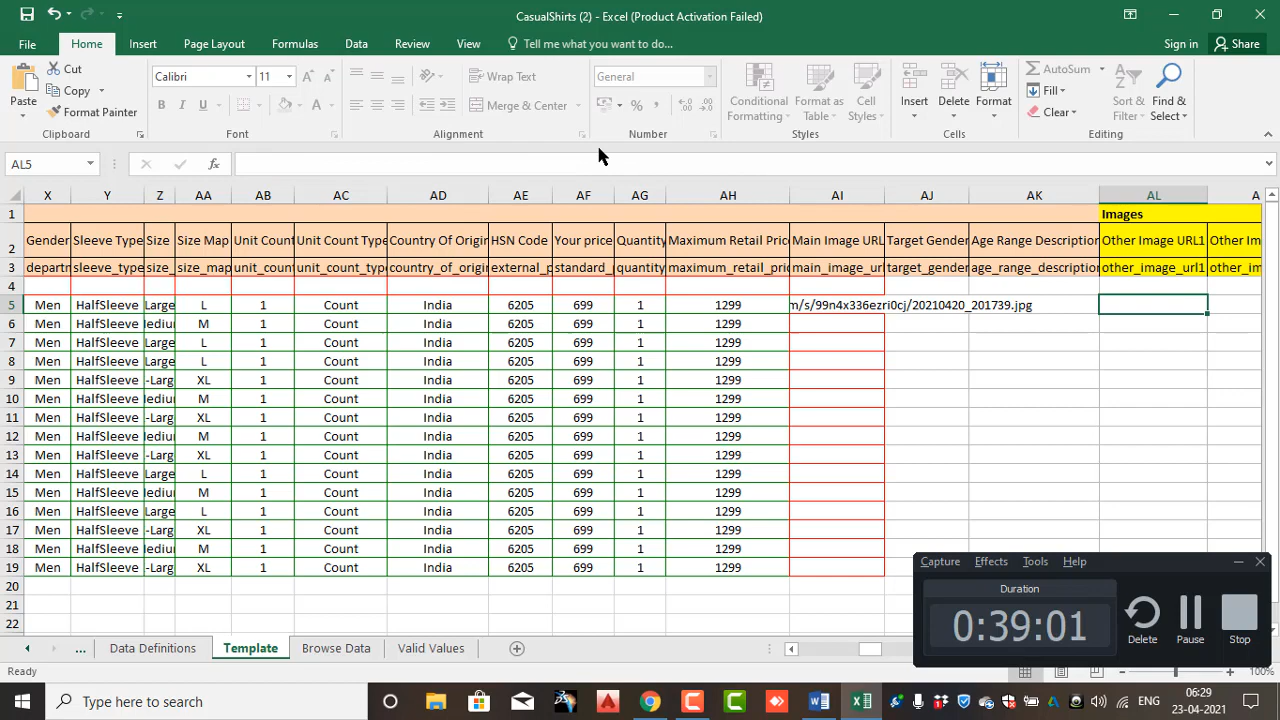 CasualShirts (2) - Excel (Product Activation Failed)
File Home Insert Page Layout Formulas Data Review View Tell me what you want to do... Sign in Share
Cut
Copy
Format Painter
Paste
Clipboard
Calibri 11
B I U
Font
Wrap Text
Merge & Center
Alignment
General
%
Number
Conditional Formatting
Format as Table
Cell Styles
Styles
Insert Delete Format
Cells
AutoSum
Fill
Clear
Sort & Filter
Find & Select
Editing
AL5 fx
X Y Z AA AB AC AD AE AF AG AH AI AJ AK AL
1 Images
2 Gender Sleeve Type Size Size Map Unit Count Unit Count Type Country Of Origin HSN Code Your price Quantity Maximum Retail Pric Main Image URL Target Gender Age Range Description Other Image URL1 Other Im
3 departn sleeve_type size_ size_map unit_count unit_count_type country_of_orig external_p standard_ quantity maximum_retail_pri main_image_url target_gender age_range_description other_image_url1 other_im
4
5 Men HalfSleeve Large L 1 Count India 6205 699 1 1299 m/s/99n4x336ezri0cj/20210420_201739.jpg
6 Men HalfSleeve ediu M 1 Count India 6205 699 1 1299
7 Men HalfSleeve Large L 1 Count India 6205 699 1 1299
8 Men HalfSleeve Large L 1 Count India 6205 699 1 1299
9 Men HalfSleeve -Larg XL 1 Count India 6205 699 1 1299
10 Men HalfSleeve ediu M 1 Count India 6205 699 1 1299
11 Men HalfSleeve -Larg XL 1 Count India 6205 699 1 1299
12 Men HalfSleeve ediu M 1 Count India 6205 699 1 1299
13 Men HalfSleeve -Larg XL 1 Count India 6205 699 1 1299
14 Men HalfSleeve Large L 1 Count India 6205 699 1 1299
15 Men HalfSleeve ediu M 1 Count India 6205 699 1 1299
16 Men HalfSleeve Large L 1 Count India 6205 699 1 1299
17 Men HalfSleeve -Larg XL 1 Count India 6205 699 1 1299
18 Men HalfSleeve ediu M 1 Count India 6205 699 1 1299
19 Men HalfSleeve -Larg XL 1 Count India 6205 699 1 1299
20
21
22
Capture Effects Tools Help
Duration
0:39:01
Delete Pause Stop
... Data Definitions Template Browse Data Valid Values
Ready 100%
Type here to search
ENG
06:29
23-04-2021